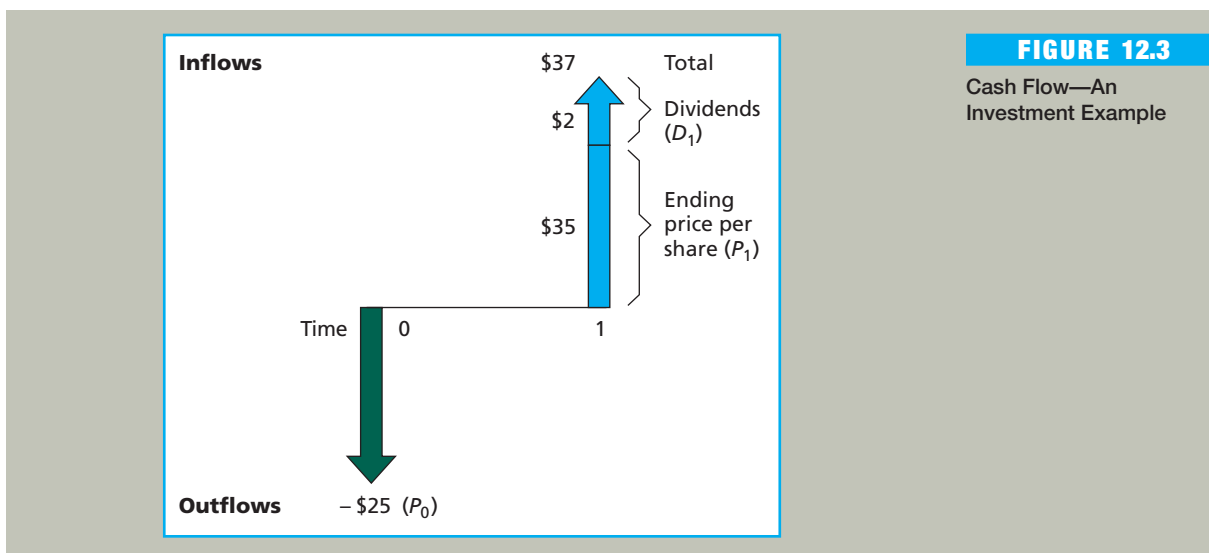 FIGURE 12.3
Cash Flow—An
Investment Example
Inflows
$37 Total
$2
Dividends
(D₁)
$35
Ending
price per
share (P₁)
Time 0 1
Outflows – $25 (P₀)